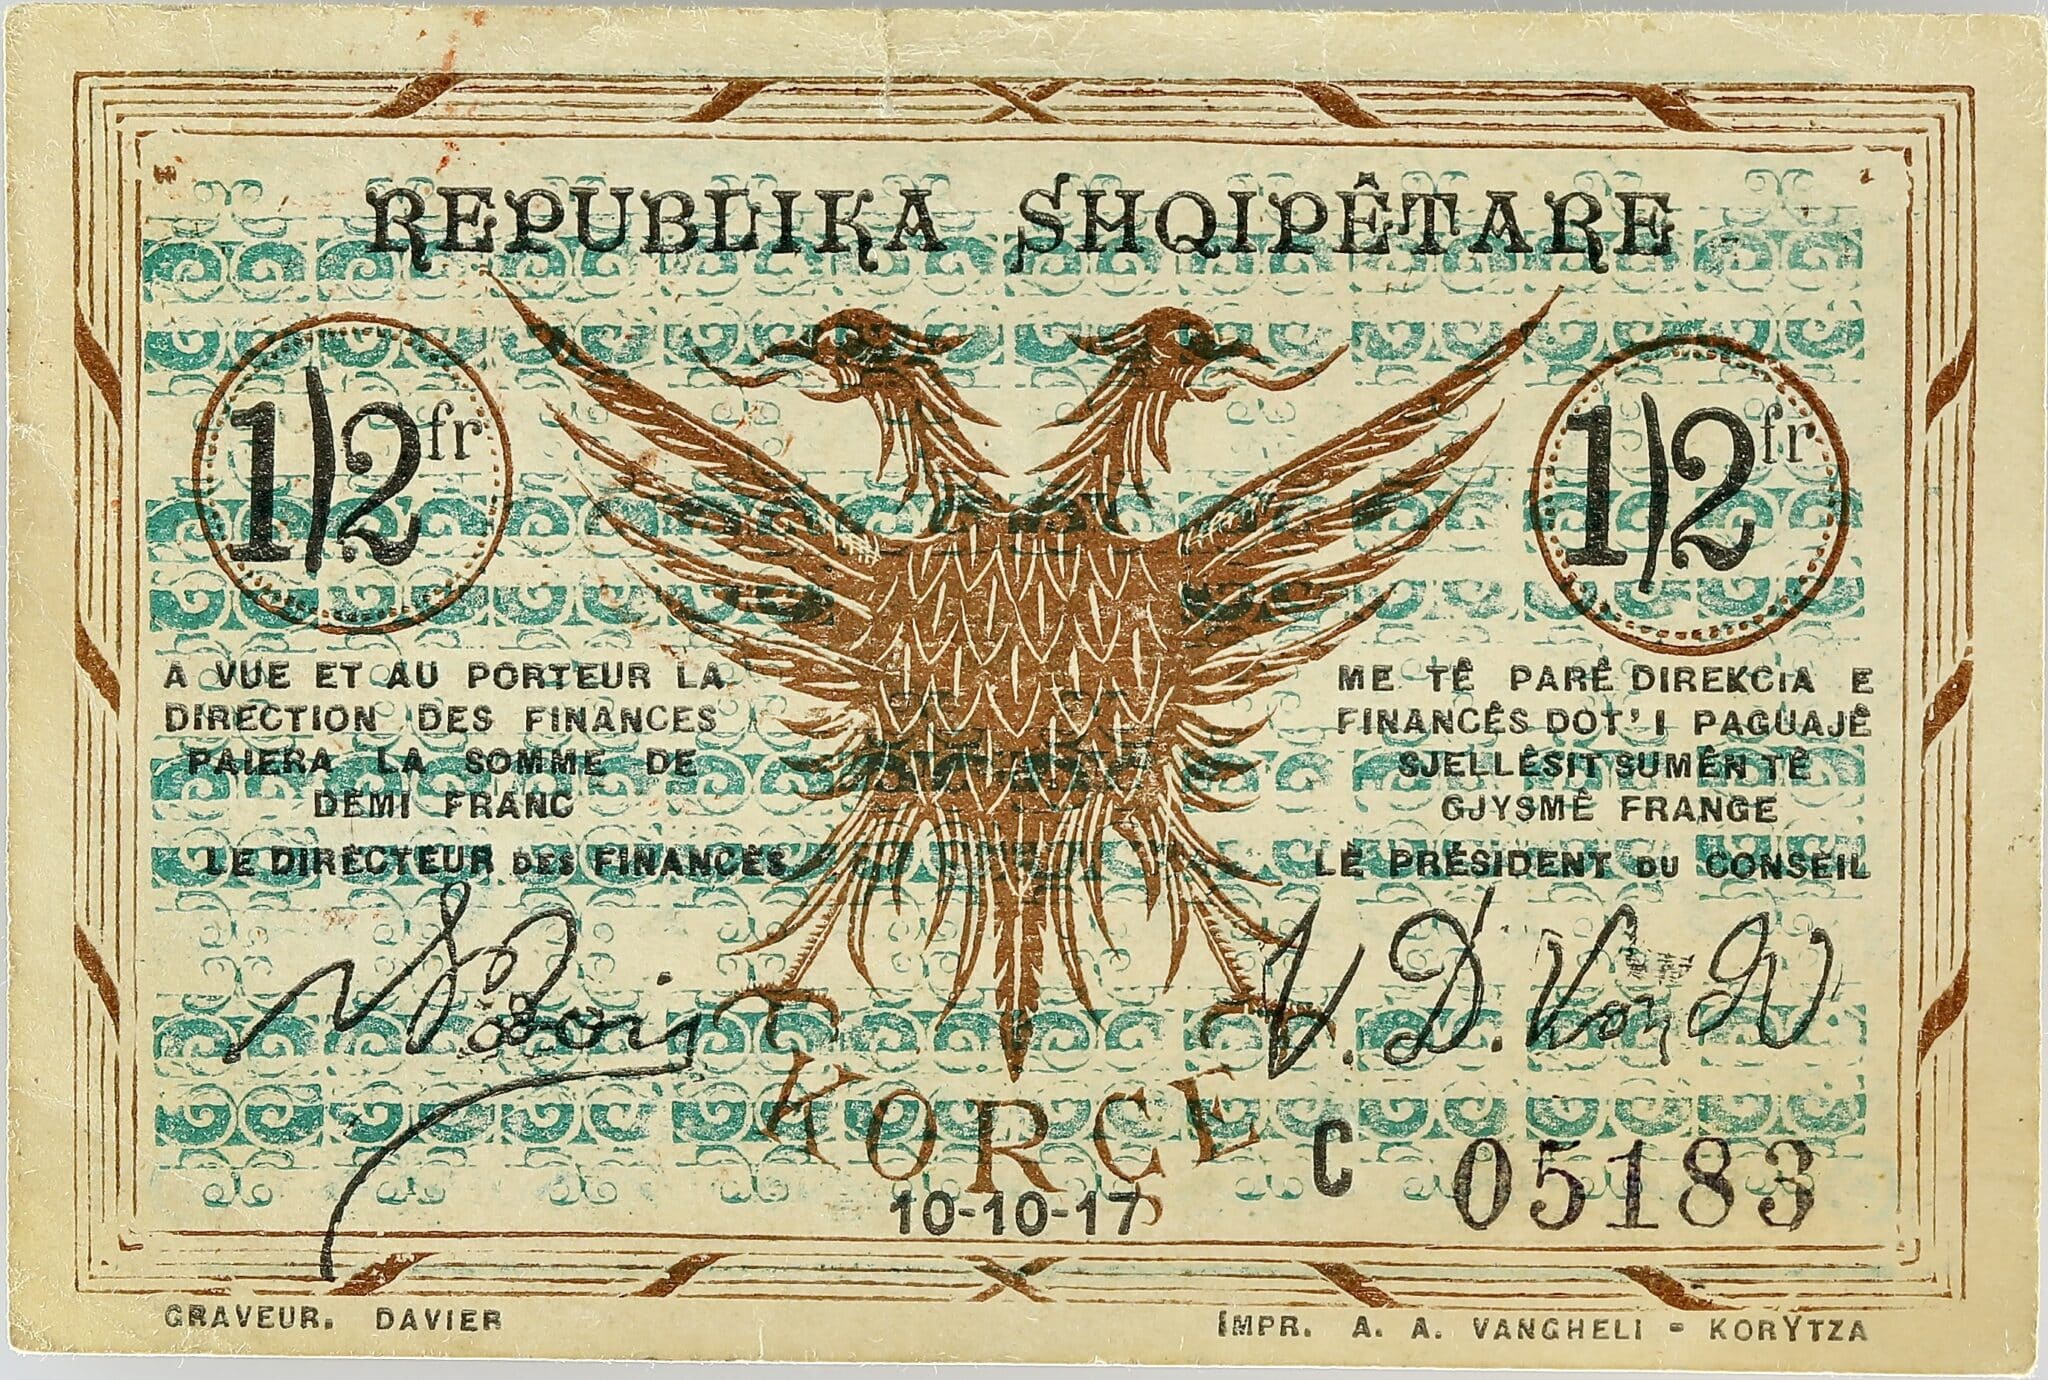 REPUBLIKA SHQIPÊTARE
1/2 fr
1/2 fr
A VUE ET AU PORTEUR LA
DIRECTION DES FINANCES
PAIERA LA SOMME DE
DEMI FRANC
LE DIRECTEUR DES FINANCES
ME TÊ PARÊ DIREKCIA E
FINANCÊS DOT' I PAGUAJÊ
SJELLÊSIT SUMÊN TÊ
GJYSMÊ FRANGE
LE PRÉSIDENT DU CONSEIL
KORÇE
10-10-17
C 05183
GRAVEUR. DAVIER
IMPR. A. A. VANGHELI - KORYTZA